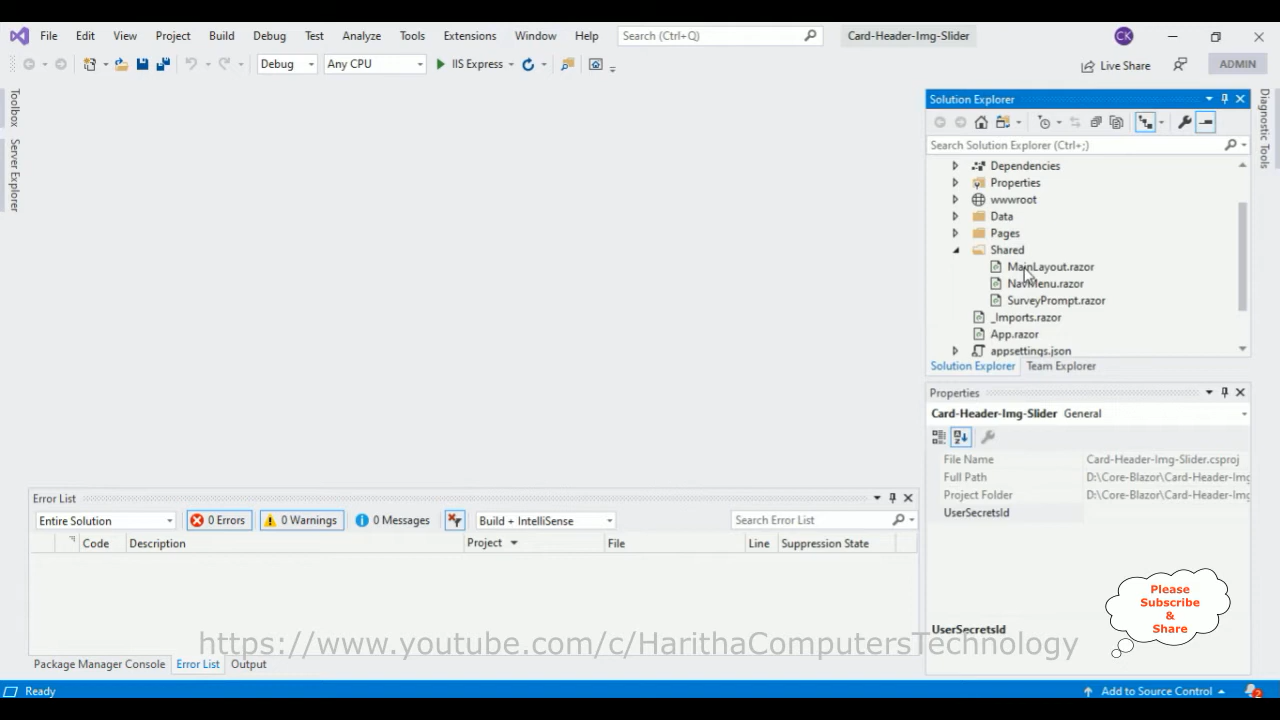 File Edit View Project Build Debug Test Analyze Tools Extensions Window Help Search (Ctrl+Q) Card-Header-Img-Slider CK
Debug Any CPU IIS Express Live Share ADMIN
Toolbox
Server Explorer
Solution Explorer
Search Solution Explorer (Ctrl+;)
Dependencies
Properties
wwwroot
Data
Pages
Shared
MainLayout.razor
NavMenu.razor
SurveyPrompt.razor
_Imports.razor
App.razor
appsettings.json
Solution Explorer Team Explorer
Diagnostic Tools
Properties
Card-Header-Img-Slider General
File Name Card-Header-Img-Slider.csproj
Full Path D:\Core-Blazor\Card-Header-Img
Project Folder D:\Core-Blazor\Card-Header-Img
UserSecretsId
UserSecretsId
Error List
Entire Solution 0 Errors 0 Warnings 0 Messages Build + IntelliSense Search Error List
Code Description Project File Line Suppression State
Please
Subscribe
&
Share
https://www.youtube.com/c/HarithaComputersTechnology
Package Manager Console Error List Output
Ready Add to Source Control 2